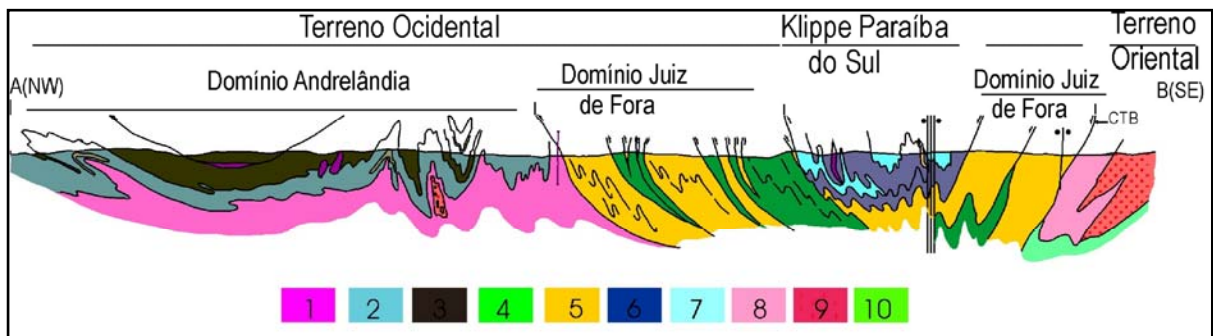 Terreno Ocidental
Klippe Paraíba
do Sul
Terreno
Oriental
A(NW)
Domínio Andrelândia
Domínio Juiz
de Fora
Domínio Juiz
de Fora
B(SE)
CTB
1 2 3 4 5 6 7 8 9 10